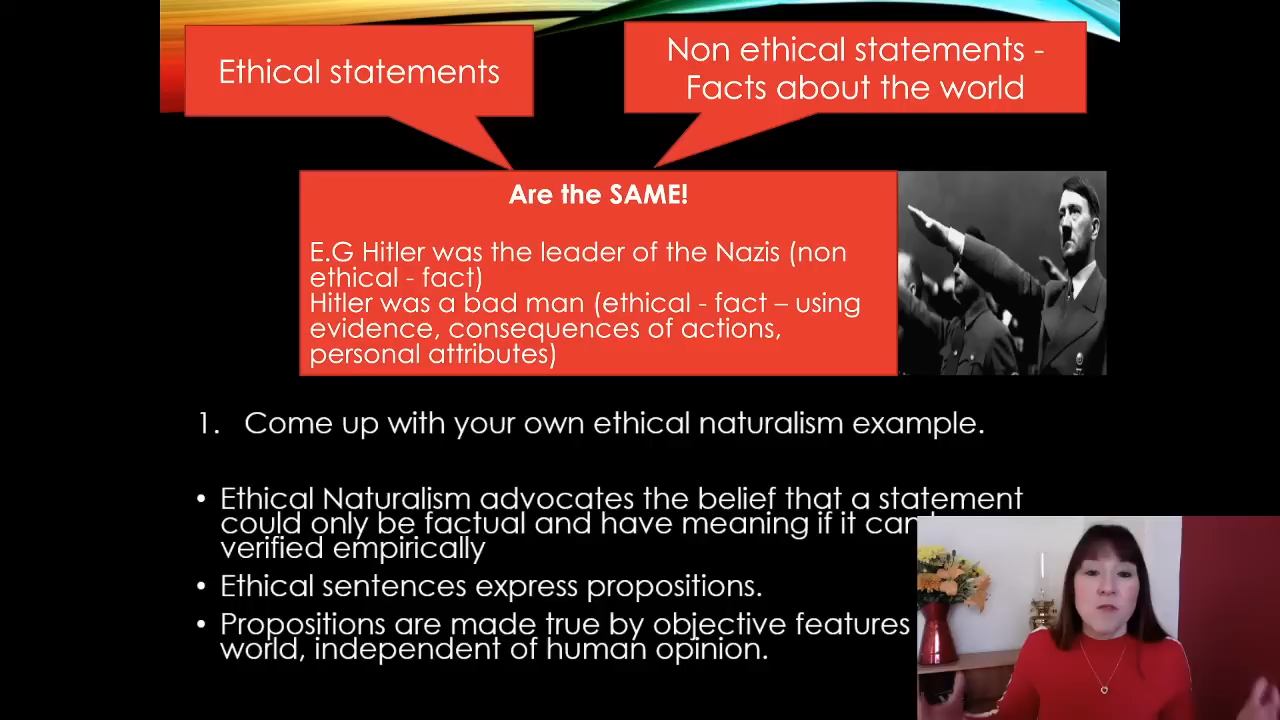 Ethical statements
Non ethical statements -
Facts about the world
Are the SAME!
E.G Hitler was the leader of the Nazis (non
ethical - fact)
Hitler was a bad man (ethical - fact – using
evidence, consequences of actions,
personal attributes)
1. Come up with your own ethical naturalism example.
• Ethical Naturalism advocates the belief that a statement
could only be factual and have meaning if it can
verified empirically
• Ethical sentences express propositions.
• Propositions are made true by objective features
world, independent of human opinion.